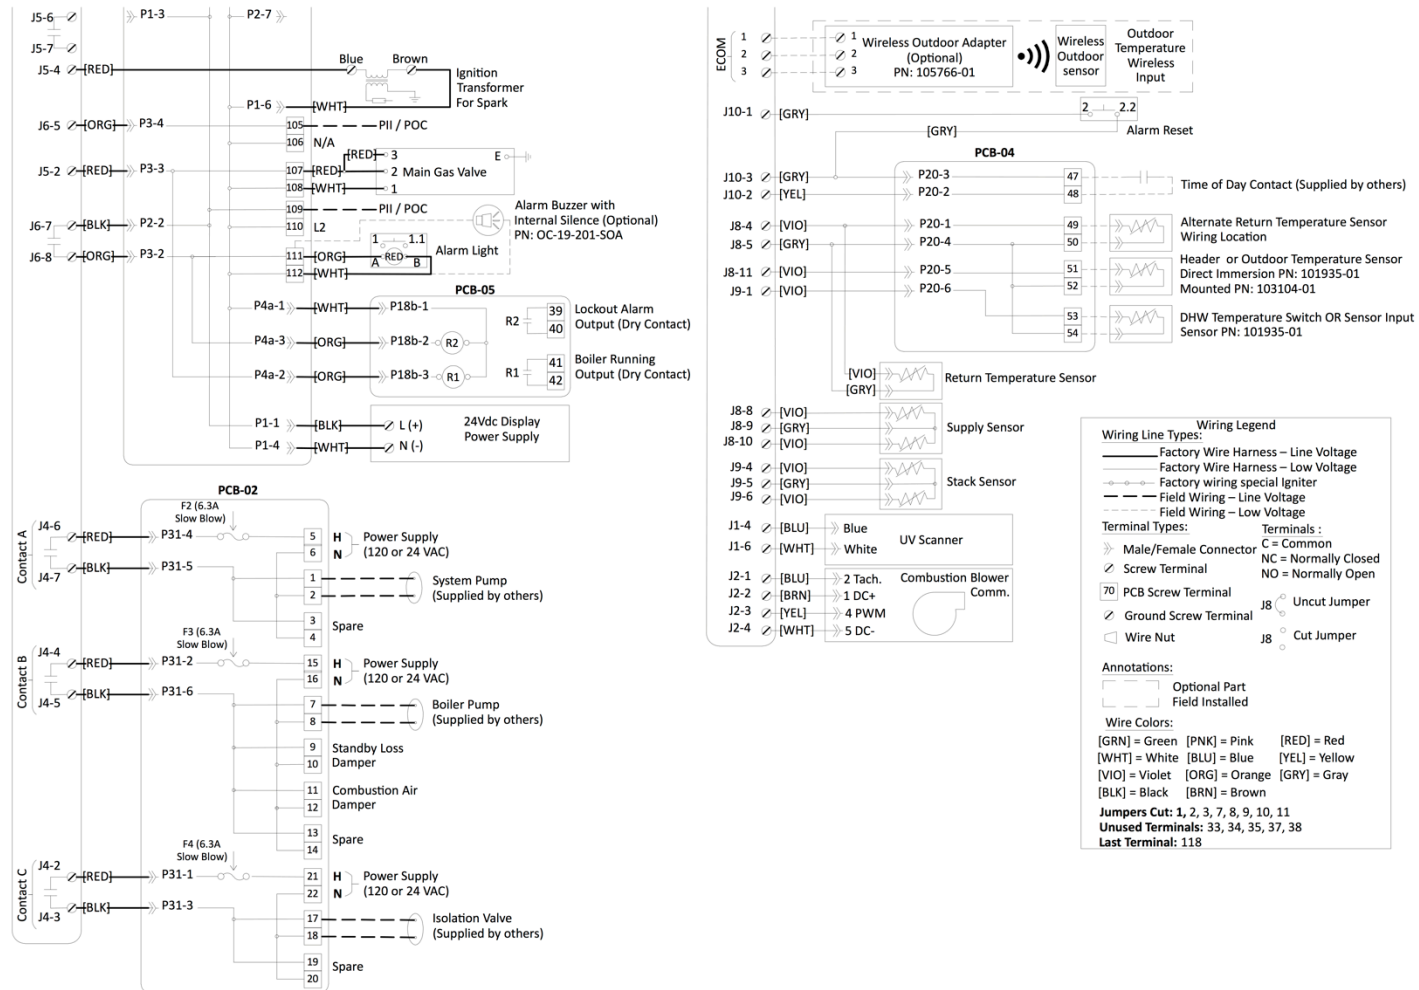 J5-6 P1-3 P2-7
J5-7
J5-4 [RED] Blue Brown
Ignition
Transformer
For Spark
P1-6 [WHT]
J6-5 [ORG] P3-4 105 PII / POC
106 N/A
[RED] 3 E
J5-2 [RED] P3-3 107 [RED] 2 Main Gas Valve
108 [WHT] 1
109 PII / POC
J6-7 [BLK] P2-2 110 L2
Alarm Buzzer with
Internal Silence (Optional)
PN: OC-19-201-SOA
1 1.1
J6-8 [ORG] P3-2 111 [ORG] A RED B Alarm Light
112 [WHT]
PCB-05
P4a-1 [WHT] P18b-1
R2 39 Lockout Alarm
40 Output (Dry Contact)
P4a-3 [ORG] P18b-2 R2
R1 41 Boiler Running
42 Output (Dry Contact)
P4a-2 [ORG] P18b-3 R1
P1-1 [BLK] L (+) 24Vdc Display
P1-4 [WHT] N (-) Power Supply
PCB-02
Contact A
J4-6 [RED] P31-4
F2 (6.3A
Slow Blow)
5 H Power Supply
6 N (120 or 24 VAC)
J4-7 [BLK] P31-5
1 System Pump
2 (Supplied by others)
3 Spare
4
Contact B
F3 (6.3A
Slow Blow)
J4-4 [RED] P31-2 15 H Power Supply
16 N (120 or 24 VAC)
J4-5 [BLK] P31-6
7 Boiler Pump
8 (Supplied by others)
9 Standby Loss
10 Damper
11 Combustion Air
12 Damper
13 Spare
14
Contact C
F4 (6.3A
Slow Blow)
J4-2 [RED] P31-1 21 H Power Supply
22 N (120 or 24 VAC)
J4-3 [BLK] P31-3 17 Isolation Valve
18 (Supplied by others)
19 Spare
20
ECOM
1 1 Wireless Outdoor Adapter
2 2 (Optional)
3 3 PN: 105766-01
Wireless
Outdoor
sensor
Outdoor
Temperature
Wireless
Input
J10-1 [GRY] 2 2.2
[GRY] Alarm Reset
PCB-04
J10-3 [GRY] P20-3 47
J10-2 [YEL] P20-2 48
Time of Day Contact (Supplied by others)
J8-4 [VIO] P20-1 49 Alternate Return Temperature Sensor
J8-5 [GRY] P20-4 50 Wiring Location
Header or Outdoor Temperature Sensor
J8-11 [VIO] P20-5 51 Direct Immersion PN: 101935-01
J9-1 [VIO] P20-6 52 Mounted PN: 103104-01
53 DHW Temperature Switch OR Sensor Input
54 Sensor PN: 101935-01
[VIO]
[GRY] Return Temperature Sensor
J8-8 [VIO]
J8-9 [GRY] Supply Sensor
J8-10 [VIO]
J9-4 [VIO]
J9-5 [GRY] Stack Sensor
J9-6 [VIO]
J1-4 [BLU] Blue
UV Scanner
J1-6 [WHT] White
J2-1 [BLU] 2 Tach. Combustion Blower
J2-2 [BRN] 1 DC+ Comm.
J2-3 [YEL] 4 PWM
J2-4 [WHT] 5 DC-
Wiring Legend
Wiring Line Types:
Factory Wire Harness – Line Voltage
Factory Wire Harness – Low Voltage
Factory wiring special Igniter
Field Wiring – Line Voltage
Field Wiring – Low Voltage
Terminal Types:
Male/Female Connector
Screw Terminal
70 PCB Screw Terminal
Ground Screw Terminal
Wire Nut
Terminals :
C = Common
NC = Normally Closed
NO = Normally Open
J8 Uncut Jumper
J8 Cut Jumper
Annotations:
Optional Part
Field Installed
Wire Colors:
[GRN] = Green [PNK] = Pink [RED] = Red
[WHT] = White [BLU] = Blue [YEL] = Yellow
[VIO] = Violet [ORG] = Orange [GRY] = Gray
[BLK] = Black [BRN] = Brown
Jumpers Cut: 1, 2, 3, 7, 8, 9, 10, 11
Unused Terminals: 33, 34, 35, 37, 38
Last Terminal: 118